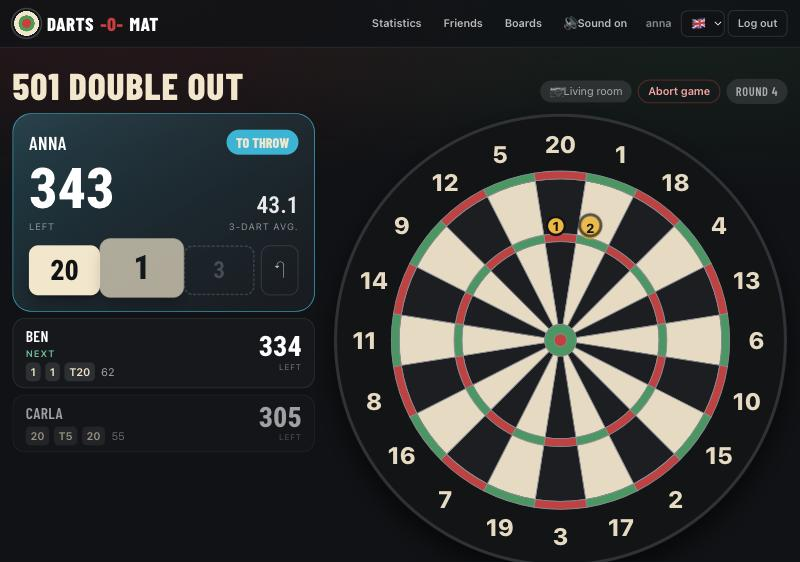 DARTS -O- MAT
Statistics
Friends
Boards
Sound on
anna
Log out
501 DOUBLE OUT
Living room
Abort game
ROUND 4
ANNA
TO THROW
343
43.1
LEFT
3-DART AVG.
20
1
3
BEN
NEXT
334
LEFT
1 1 T20 62
CARLA
305
LEFT
20 T5 20 55
20
1
18
4
13
6
10
15
2
17
3
19
7
16
8
11
14
9
12
5
1
2